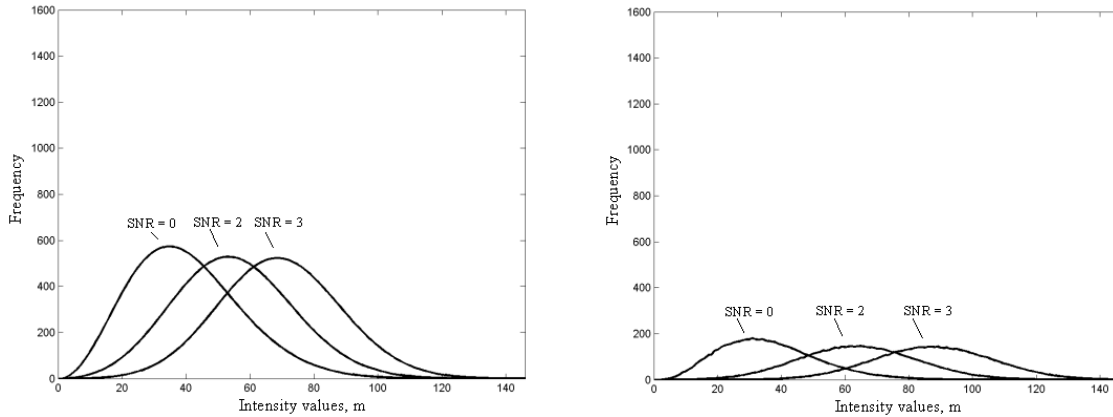 1600
1400
1200
1000
800
600
400
200
0
Frequency
SNR = 0
SNR = 2
SNR = 3
0 20 40 60 80 100 120 140
Intensity values, m
1600
1400
1200
1000
800
600
400
200
0
Frequency
SNR = 0
SNR = 2
SNR = 3
0 20 40 60 80 100 120 140
Intensity values, m